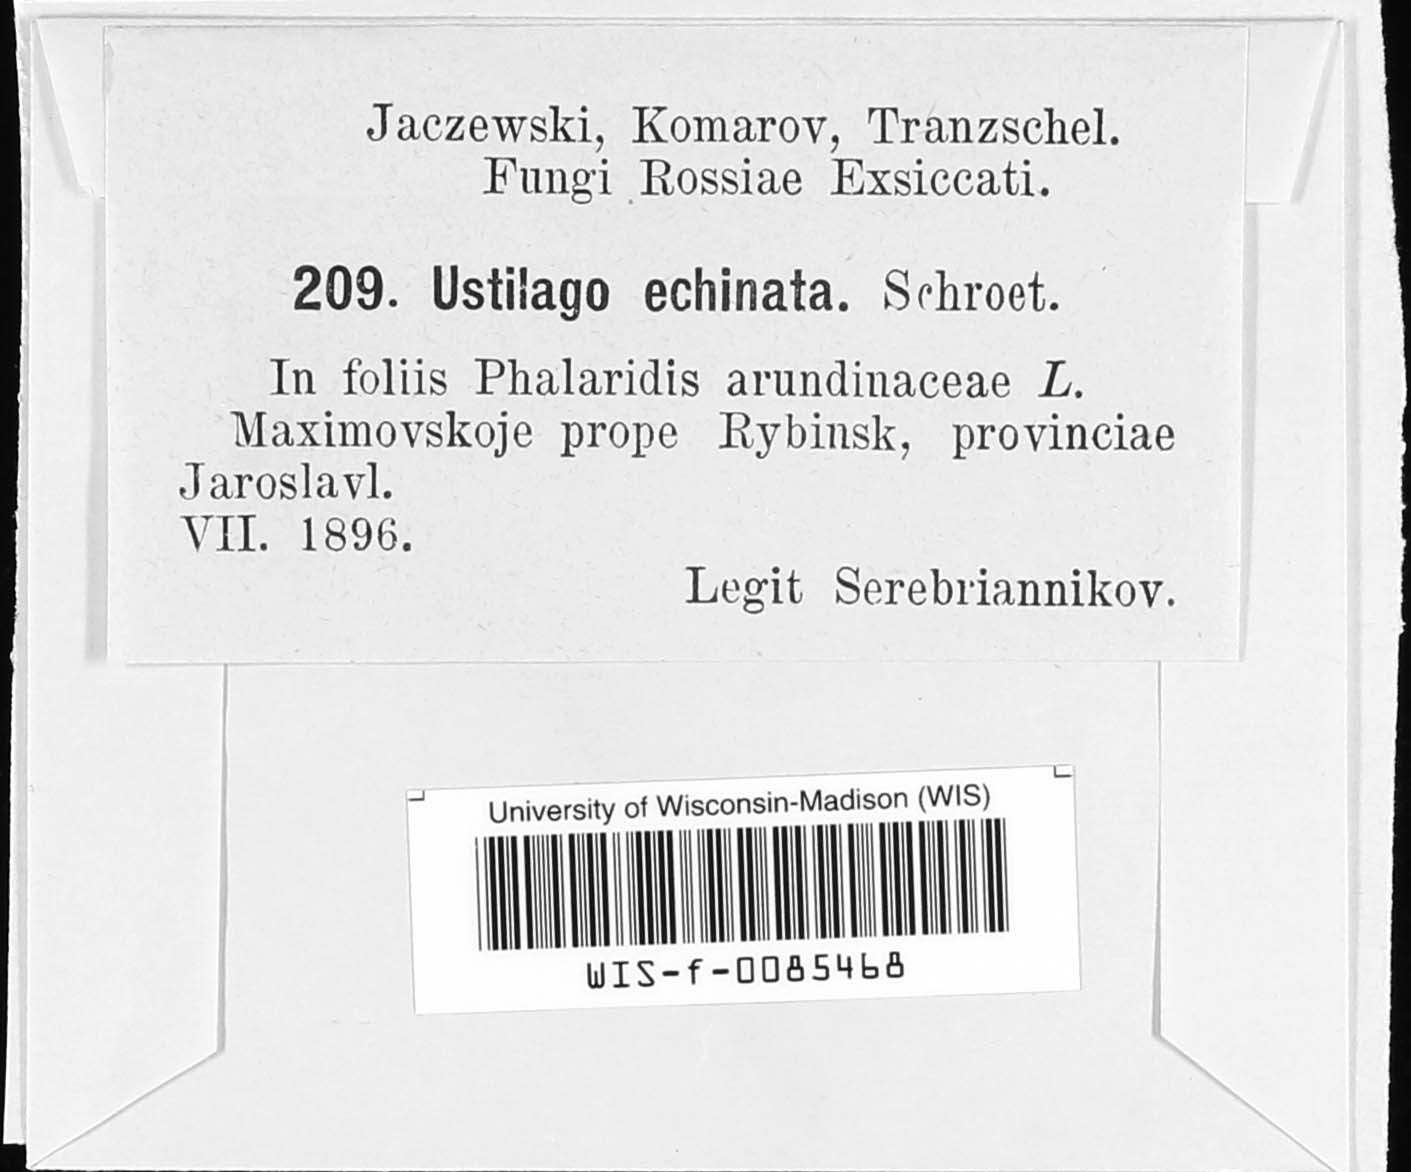 Jaczewski, Komarov, Tranzschel.
Fungi Rossiae Exsiccati.
209. Ustilago echinata. Schroet.
In foliis Phalaridis arundinaceae L.
Maximovskoje prope Rybinsk, provinciae
Jaroslavl.
VII. 1896.
Legit Serebriannikov.
University of Wisconsin-Madison (WIS)
WIS-f-0085468